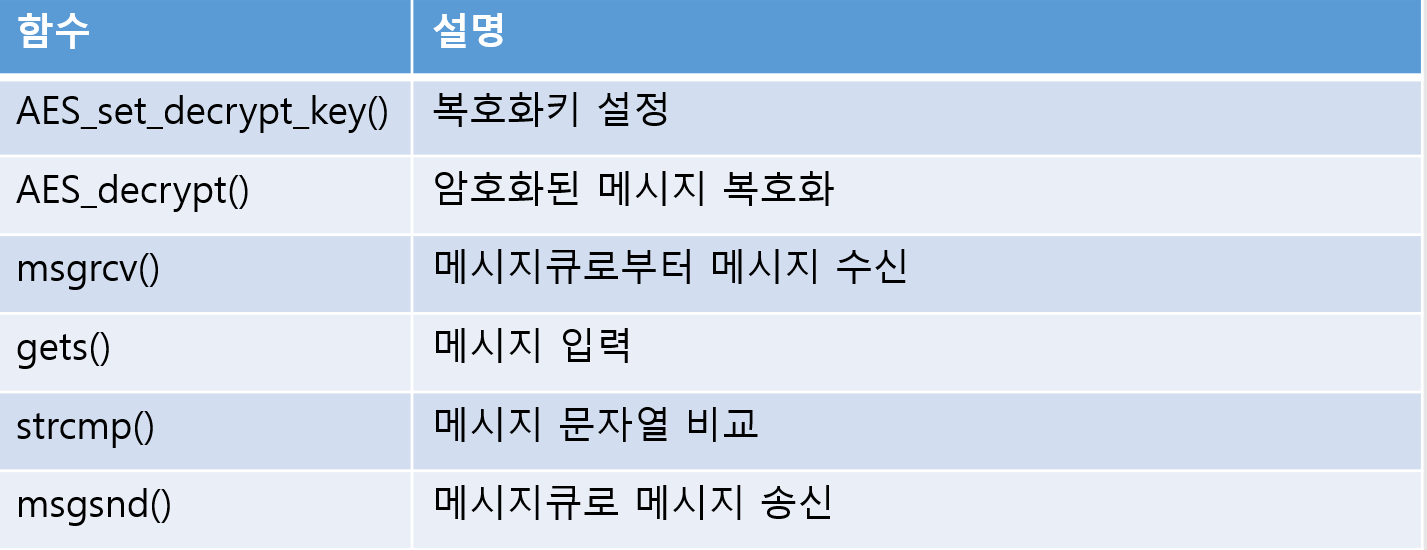 함수 설명
AES_set_decrypt_key() 복호화키 설정
AES_decrypt() 암호화된 메시지 복호화
msgrcv() 메시지큐로부터 메시지 수신
gets() 메시지 입력
strcmp() 메시지 문자열 비교
msgsnd() 메시지큐로 메시지 송신